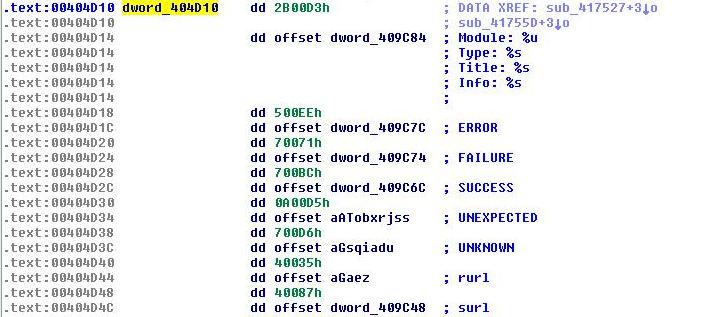 .text:00404D10 dword_404D10 dd 2B00D3h ; DATA XREF: sub_417527+3↓o
.text:00404D10 ; sub_41755D+3↓o
.text:00404D14 dd offset dword_409C84 ; Module: %u
.text:00404D14 ; Type: %s
.text:00404D14 ; Title: %s
.text:00404D14 ; Info: %s
.text:00404D14 ;
.text:00404D18 dd 500EEh
.text:00404D1C dd offset dword_409C7C ; ERROR
.text:00404D20 dd 70071h
.text:00404D24 dd offset dword_409C74 ; FAILURE
.text:00404D28 dd 700BCh
.text:00404D2C dd offset dword_409C6C ; SUCCESS
.text:00404D30 dd 0A00D5h
.text:00404D34 dd offset aATobxrjss ; UNEXPECTED
.text:00404D38 dd 700D6h
.text:00404D3C dd offset aGsqiadu ; UNKNOWN
.text:00404D40 dd 40035h
.text:00404D44 dd offset aGaez ; rurl
.text:00404D48 dd 40087h
.text:00404D4C dd offset dword_409C48 ; surl